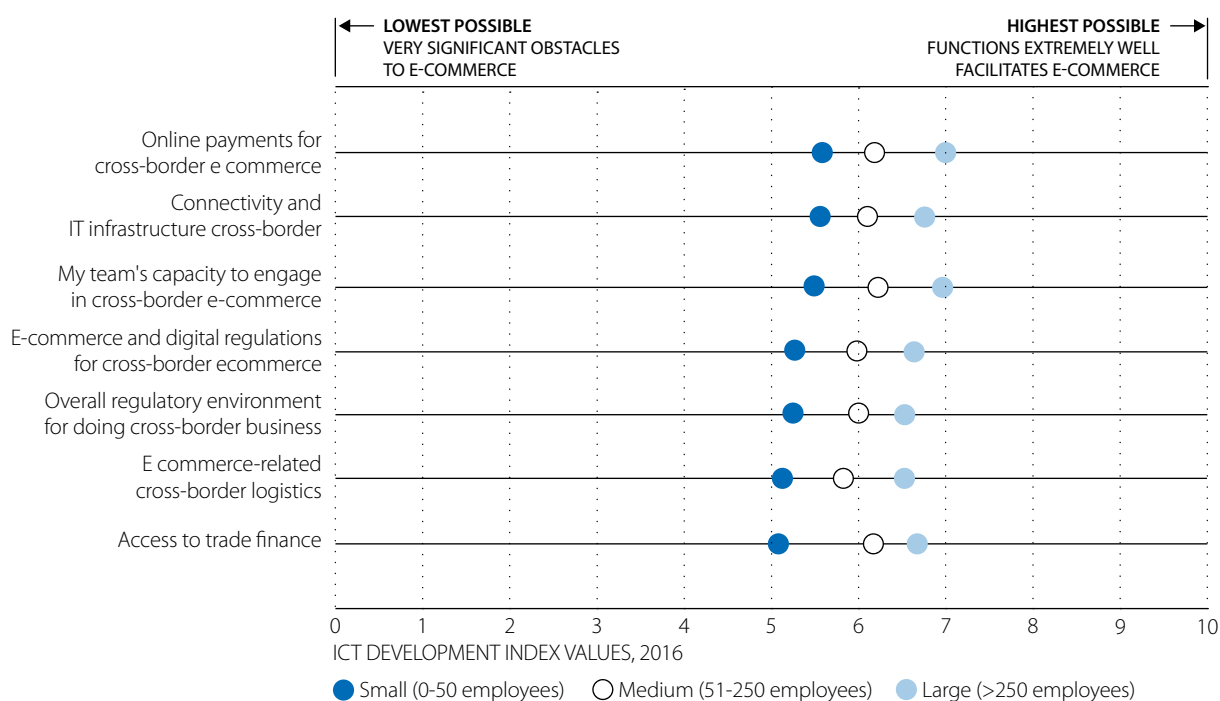 LOWEST POSSIBLE
VERY SIGNIFICANT OBSTACLES
TO E-COMMERCE
HIGHEST POSSIBLE
FUNCTIONS EXTREMELY WELL
FACILITATES E-COMMERCE
Online payments for
cross-border e commerce
Connectivity and
IT infrastructure cross-border
My team's capacity to engage
in cross-border e-commerce
E-commerce and digital regulations
for cross-border ecommerce
Overall regulatory environment
for doing cross-border business
E commerce-related
cross-border logistics
Access to trade finance
0 1 2 3 4 5 6 7 8 9 10
ICT DEVELOPMENT INDEX VALUES, 2016
Small (0-50 employees) Medium (51-250 employees) Large (>250 employees)